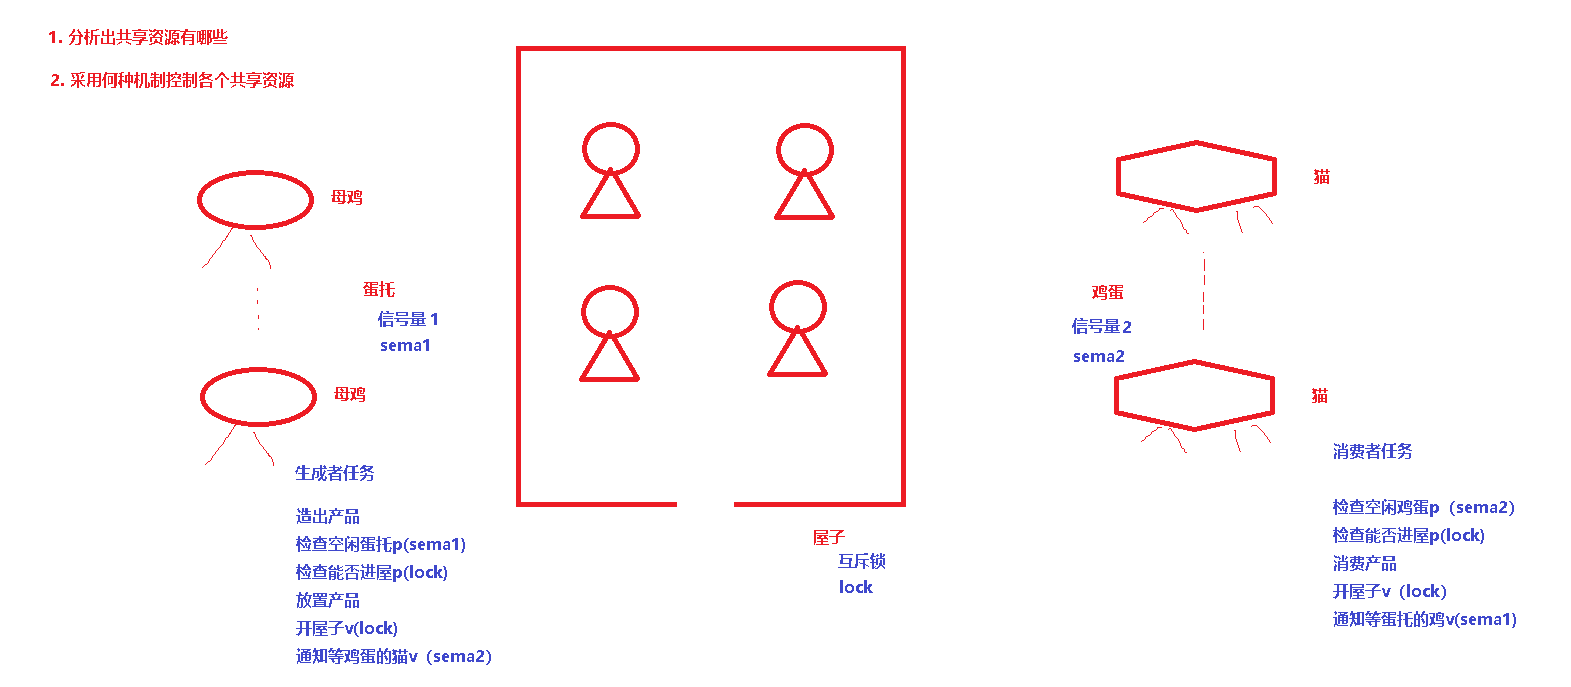 1. 分析出共享资源有哪些
2. 采用何种机制控制各个共享资源
母鸡
蛋托
信号量 1
sema1
母鸡
生成者任务
造出产品
检查空闲蛋托p(sema1)
检查能否进屋p(lock)
放置产品
开屋子v(lock)
通知等鸡蛋的猫v（sema2）
屋子
互斥锁
lock
猫
鸡蛋
信号量 2
sema2
猫
消费者任务
检查空闲鸡蛋p（sema2）
检查能否进屋p(lock)
消费产品
开屋子v（lock）
通知等蛋托的鸡v(sema1)